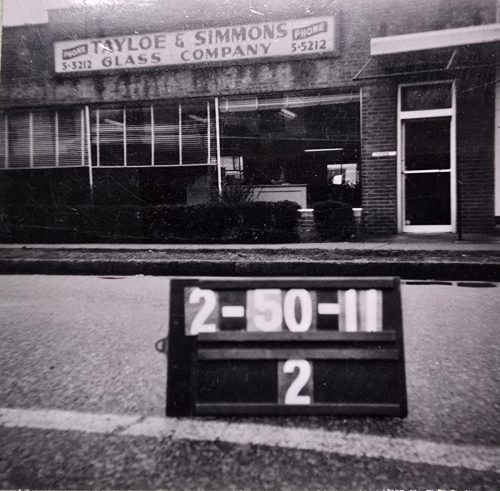 PHONE TAYLOE & SIMMONS PHONE
5-5212 GLASS COMPANY 5-5212
2-50-11
2